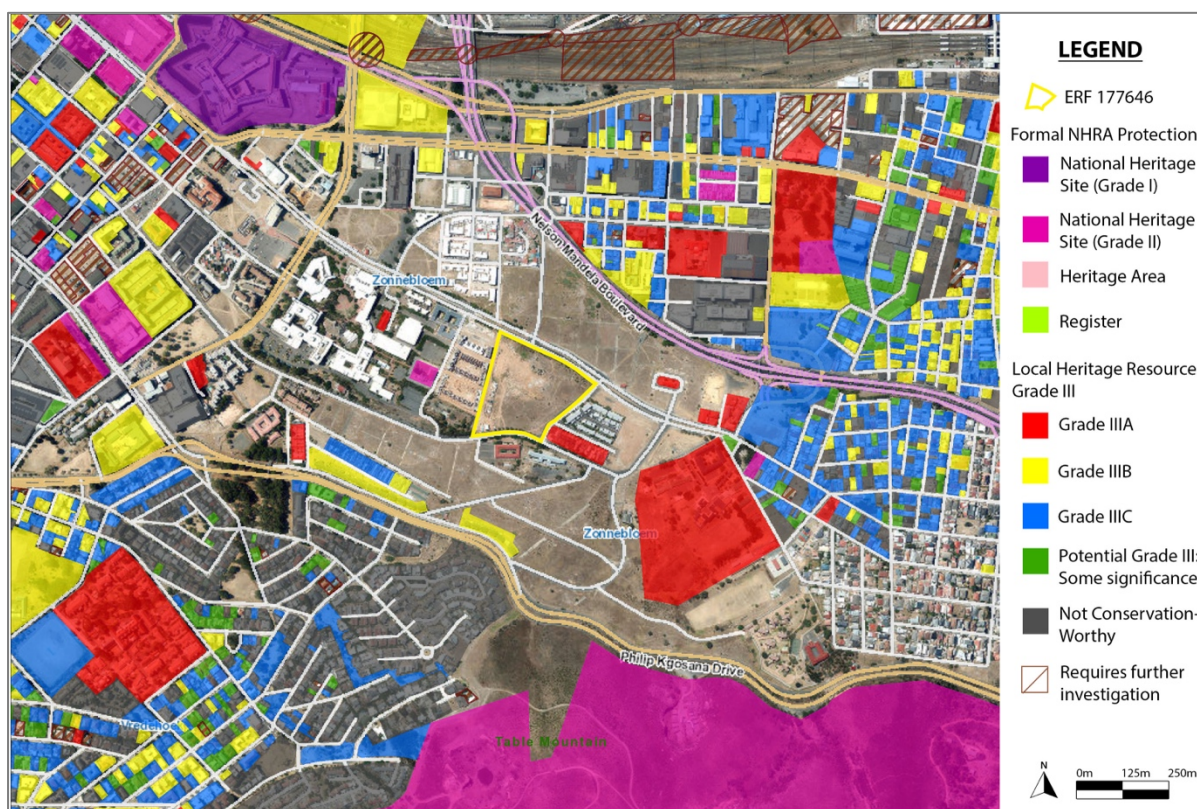 LEGEND
ERF 177646
Formal NHRA Protection
National Heritage
Site (Grade I)
National Heritage
Site (Grade II)
Heritage Area
Register
Local Heritage Resource
Grade III
Grade IIIA
Grade IIIB
Grade IIIC
Potential Grade III:
Some significance
Not Conservation-
Worthy
Requires further
investigation
N
0m 125m 250m
Nelson Mandela Boulevard
Zonnebloem
Zonnebloem
Philip Kgosana Drive
Table Mountain
Vredehoek